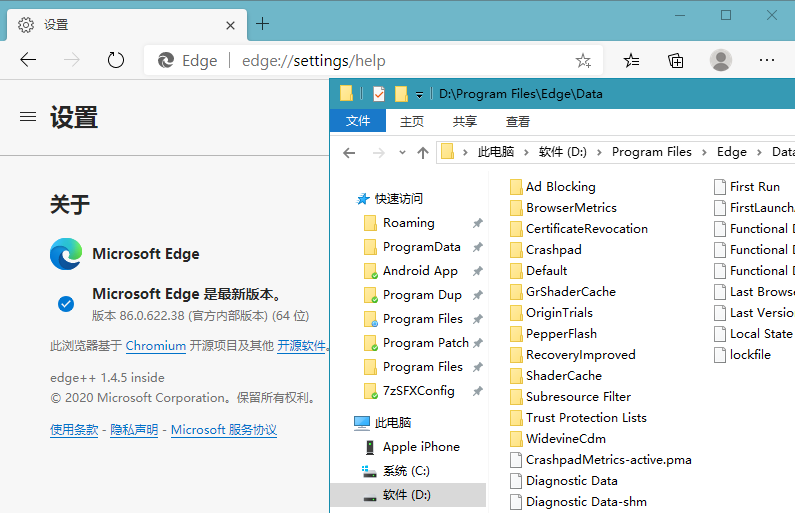 设置
Edge
edge://settings/help
设置
关于
Microsoft Edge
Microsoft Edge 是最新版本。
版本 86.0.622.38 (官方内部版本) (64 位)
此浏览器基于 Chromium 开源项目及其他 开源软件。
edge++ 1.4.5 inside
© 2020 Microsoft Corporation。保留所有权利。
使用条款 - 隐私声明 - Microsoft 服务协议
D:\Program Files\Edge\Data
文件 主页 共享 查看
此电脑 › 软件 (D:) › Program Files › Edge › Data
快速访问
Roaming
ProgramData
Android App
Program Dup
Program Files
Program Patch
Program Files
7zSFXConfig
此电脑
Apple iPhone
系统 (C:)
软件 (D:)
Ad Blocking
BrowserMetrics
CertificateRevocation
Crashpad
Default
GrShaderCache
OriginTrials
PepperFlash
RecoveryImproved
ShaderCache
Subresource Filter
Trust Protection Lists
WidevineCdm
CrashpadMetrics-active.pma
Diagnostic Data
Diagnostic Data-shm
First Run
FirstLaunchA
Functional D
Functional D
Functional D
Last Browse
Last Versio
Local State
lockfile